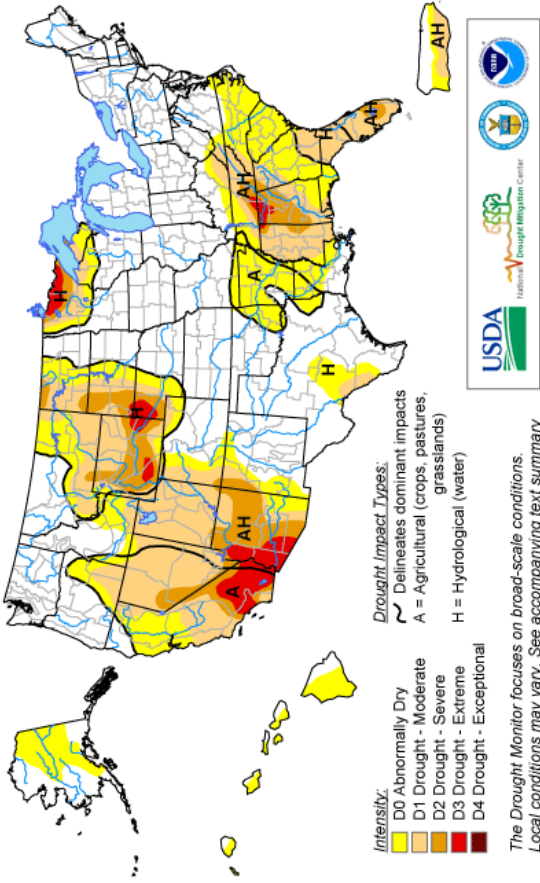 H
H
A
AH
H
AH
AH
H
AH
A
Intensity:
D0 Abnormally Dry
D1 Drought - Moderate
D2 Drought - Severe
D3 Drought - Extreme
D4 Drought - Exceptional
Drought Impact Types:
Delineates dominant impacts
A = Agricultural (crops, pastures,
grasslands)
H = Hydrological (water)
USDA
National Drought Mitigation Center
The Drought Monitor focuses on broad-scale conditions.
Local conditions may vary. See accompanying text summary